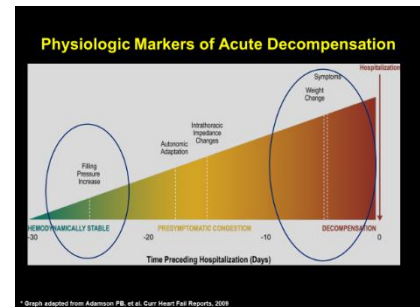 Physiologic Markers of Acute Decompensation
Hospitalization
Symptoms
Weight
Change
Intrathoracic
Impedance
Changes
Autonomic
Adaptation
Filling
Pressure
Increase
HEMODYNAMICALLY STABLE
PRESYMPTOMATIC CONGESTION
DECOMPENSATION
-30
-20
-10
0
Time Preceding Hospitalization (Days)
* Graph adapted from Adamson PB, et al. Curr Heart Fail Reports, 2009